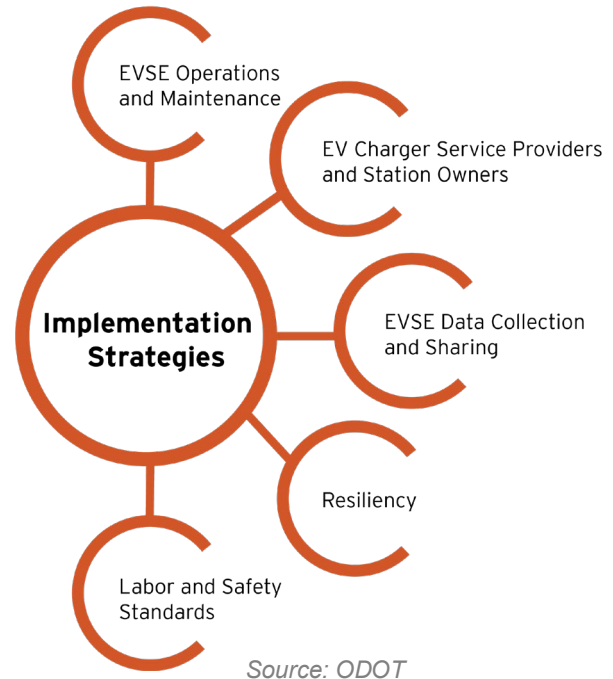 EVSE Operations
and Maintenance
EV Charger Service Providers
and Station Owners
Implementation
Strategies
EVSE Data Collection
and Sharing
Resiliency
Labor and Safety
Standards
Source: ODOT